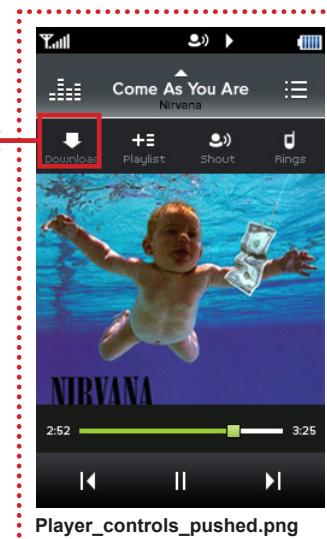 Come As You Are
Nirvana
Download Playlist Shout Rings
NIRVANA
2:52 3:25
Player_controls_pushed.png